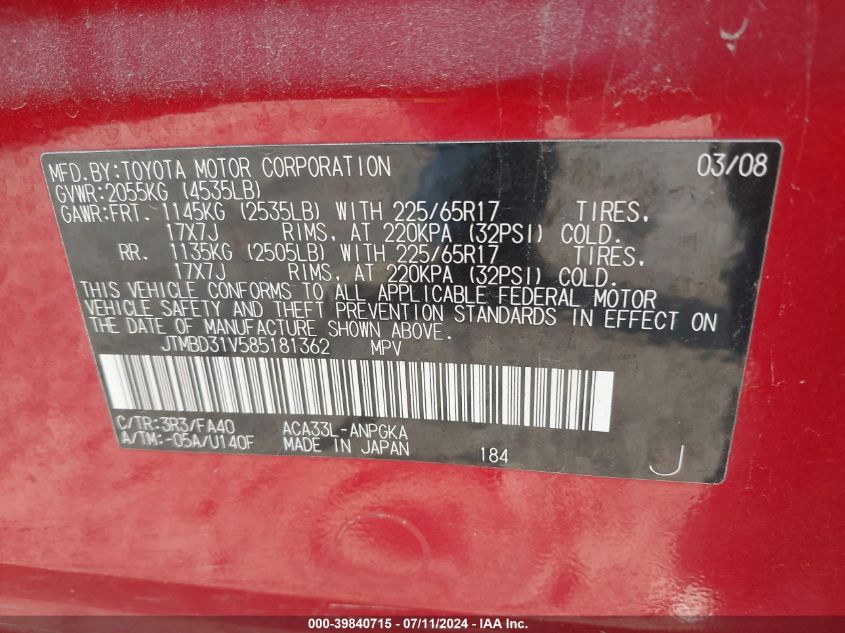 MFD.BY:TOYOTA MOTOR CORPORATION 03/08
GVWR:2055KG (4535LB)
GAWR:FRT. 1145KG (2535LB) WITH 225/65R17 TIRES,
17X7J RIMS, AT 220KPA (32PSI) COLD.
RR. 1135KG (2505LB) WITH 225/65R17 TIRES,
17X7J RIMS, AT 220KPA (32PSI) COLD.
THIS VEHICLE CONFORMS TO ALL APPLICABLE FEDERAL MOTOR
VEHICLE SAFETY AND THEFT PREVENTION STANDARDS IN EFFECT ON
THE DATE OF MANUFACTURE SHOWN ABOVE.
JTMBD31V585181362 MPV
C/TR:3R3/FA40 ACA33L-ANPGKA
A/TM:-05A/U140F MADE IN JAPAN 184 J
000-39840715 - 07/11/2024 - IAA Inc.